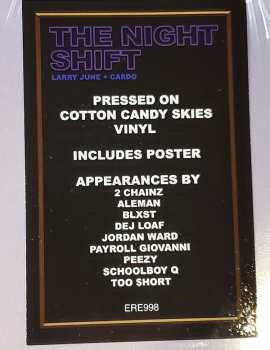 THE NIGHT
SHIFT
LARRY JUNE + CARDO
PRESSED ON
COTTON CANDY SKIES
VINYL
INCLUDES POSTER
APPEARANCES BY
2 CHAINZ
ALEMAN
BLXST
DEJ LOAF
JORDAN WARD
PAYROLL GIOVANNI
PEEZY
SCHOOLBOY Q
TOO $HORT
ERE998